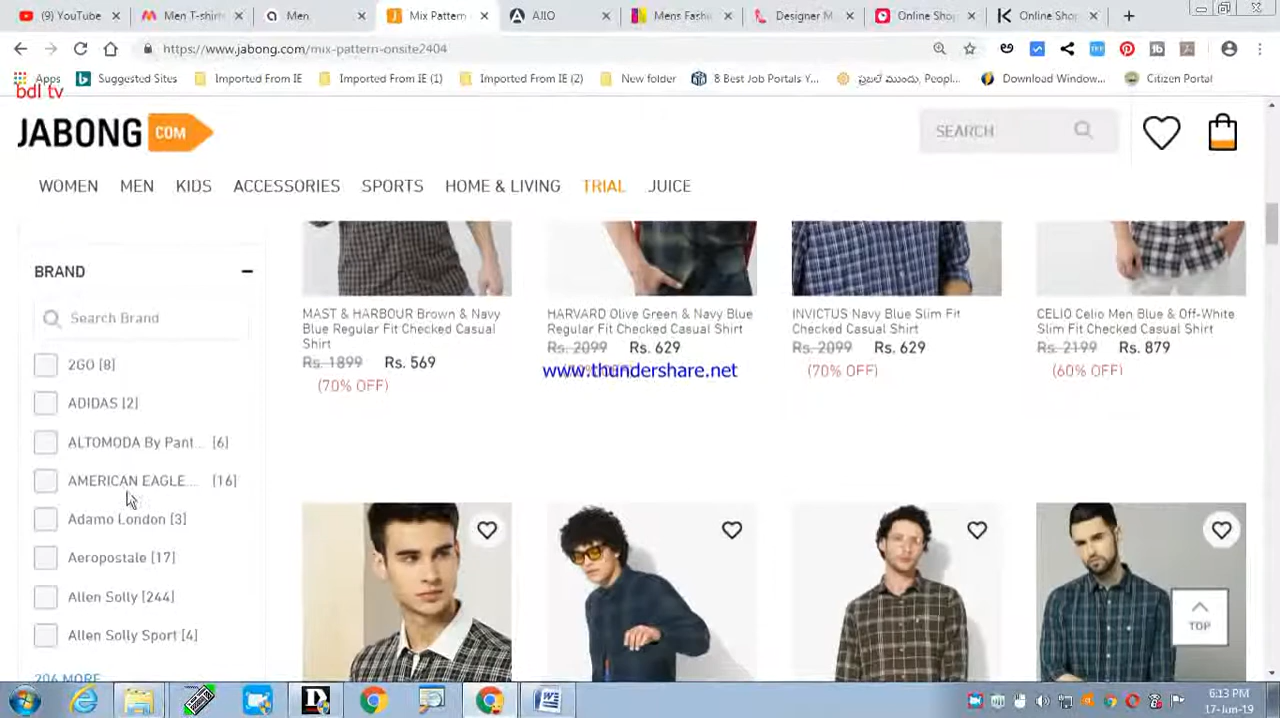 (9) YouTube
Men T-shirt
Men
Mix Pattern
AJIO
Mens Fashi
Designer M
Online Shop
Online Shop
https://www.jabong.com/mix-pattern-onsite2404
Apps
Suggested Sites
Imported From IE
Imported From IE (1)
Imported From IE (2)
New folder
8 Best Job Portals Y...
ప్రజల ముందు, Peopl...
Download Window...
Citizen Portal
bdl tv
JABONG COM
SEARCH
WOMEN MEN KIDS ACCESSORIES SPORTS HOME & LIVING TRIAL JUICE
BRAND
Search Brand
2GO [8]
ADIDAS [2]
ALTOMODA By Pant... [6]
AMERICAN EAGLE... [16]
Adamo London [3]
Aeropostale [17]
Allen Solly [244]
Allen Solly Sport [4]
206 MORE
MAST & HARBOUR Brown & Navy
Blue Regular Fit Checked Casual
Shirt
Rs. 1899 Rs. 569
(70% OFF)
HARVARD Olive Green & Navy Blue
Regular Fit Checked Casual Shirt
Rs. 2099 Rs. 629
www.thundershare.net
INVICTUS Navy Blue Slim Fit
Checked Casual Shirt
Rs. 2099 Rs. 629
(70% OFF)
CELIO Celio Men Blue & Off-White
Slim Fit Checked Casual Shirt
Rs. 2199 Rs. 879
(60% OFF)
TOP
6:13 PM
17-Jun-19